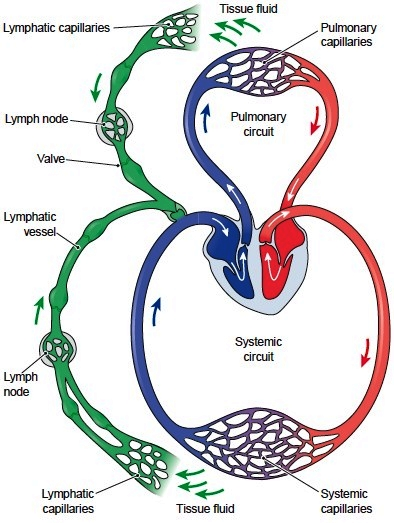 Tissue fluid
Lymphatic capillaries
Pulmonary
capillaries
Lymph node
Pulmonary
circuit
Valve
Lymphatic
vessel
Systemic
circuit
Lymph
node
Lymphatic
capillaries
Tissue fluid
Systemic
capillaries